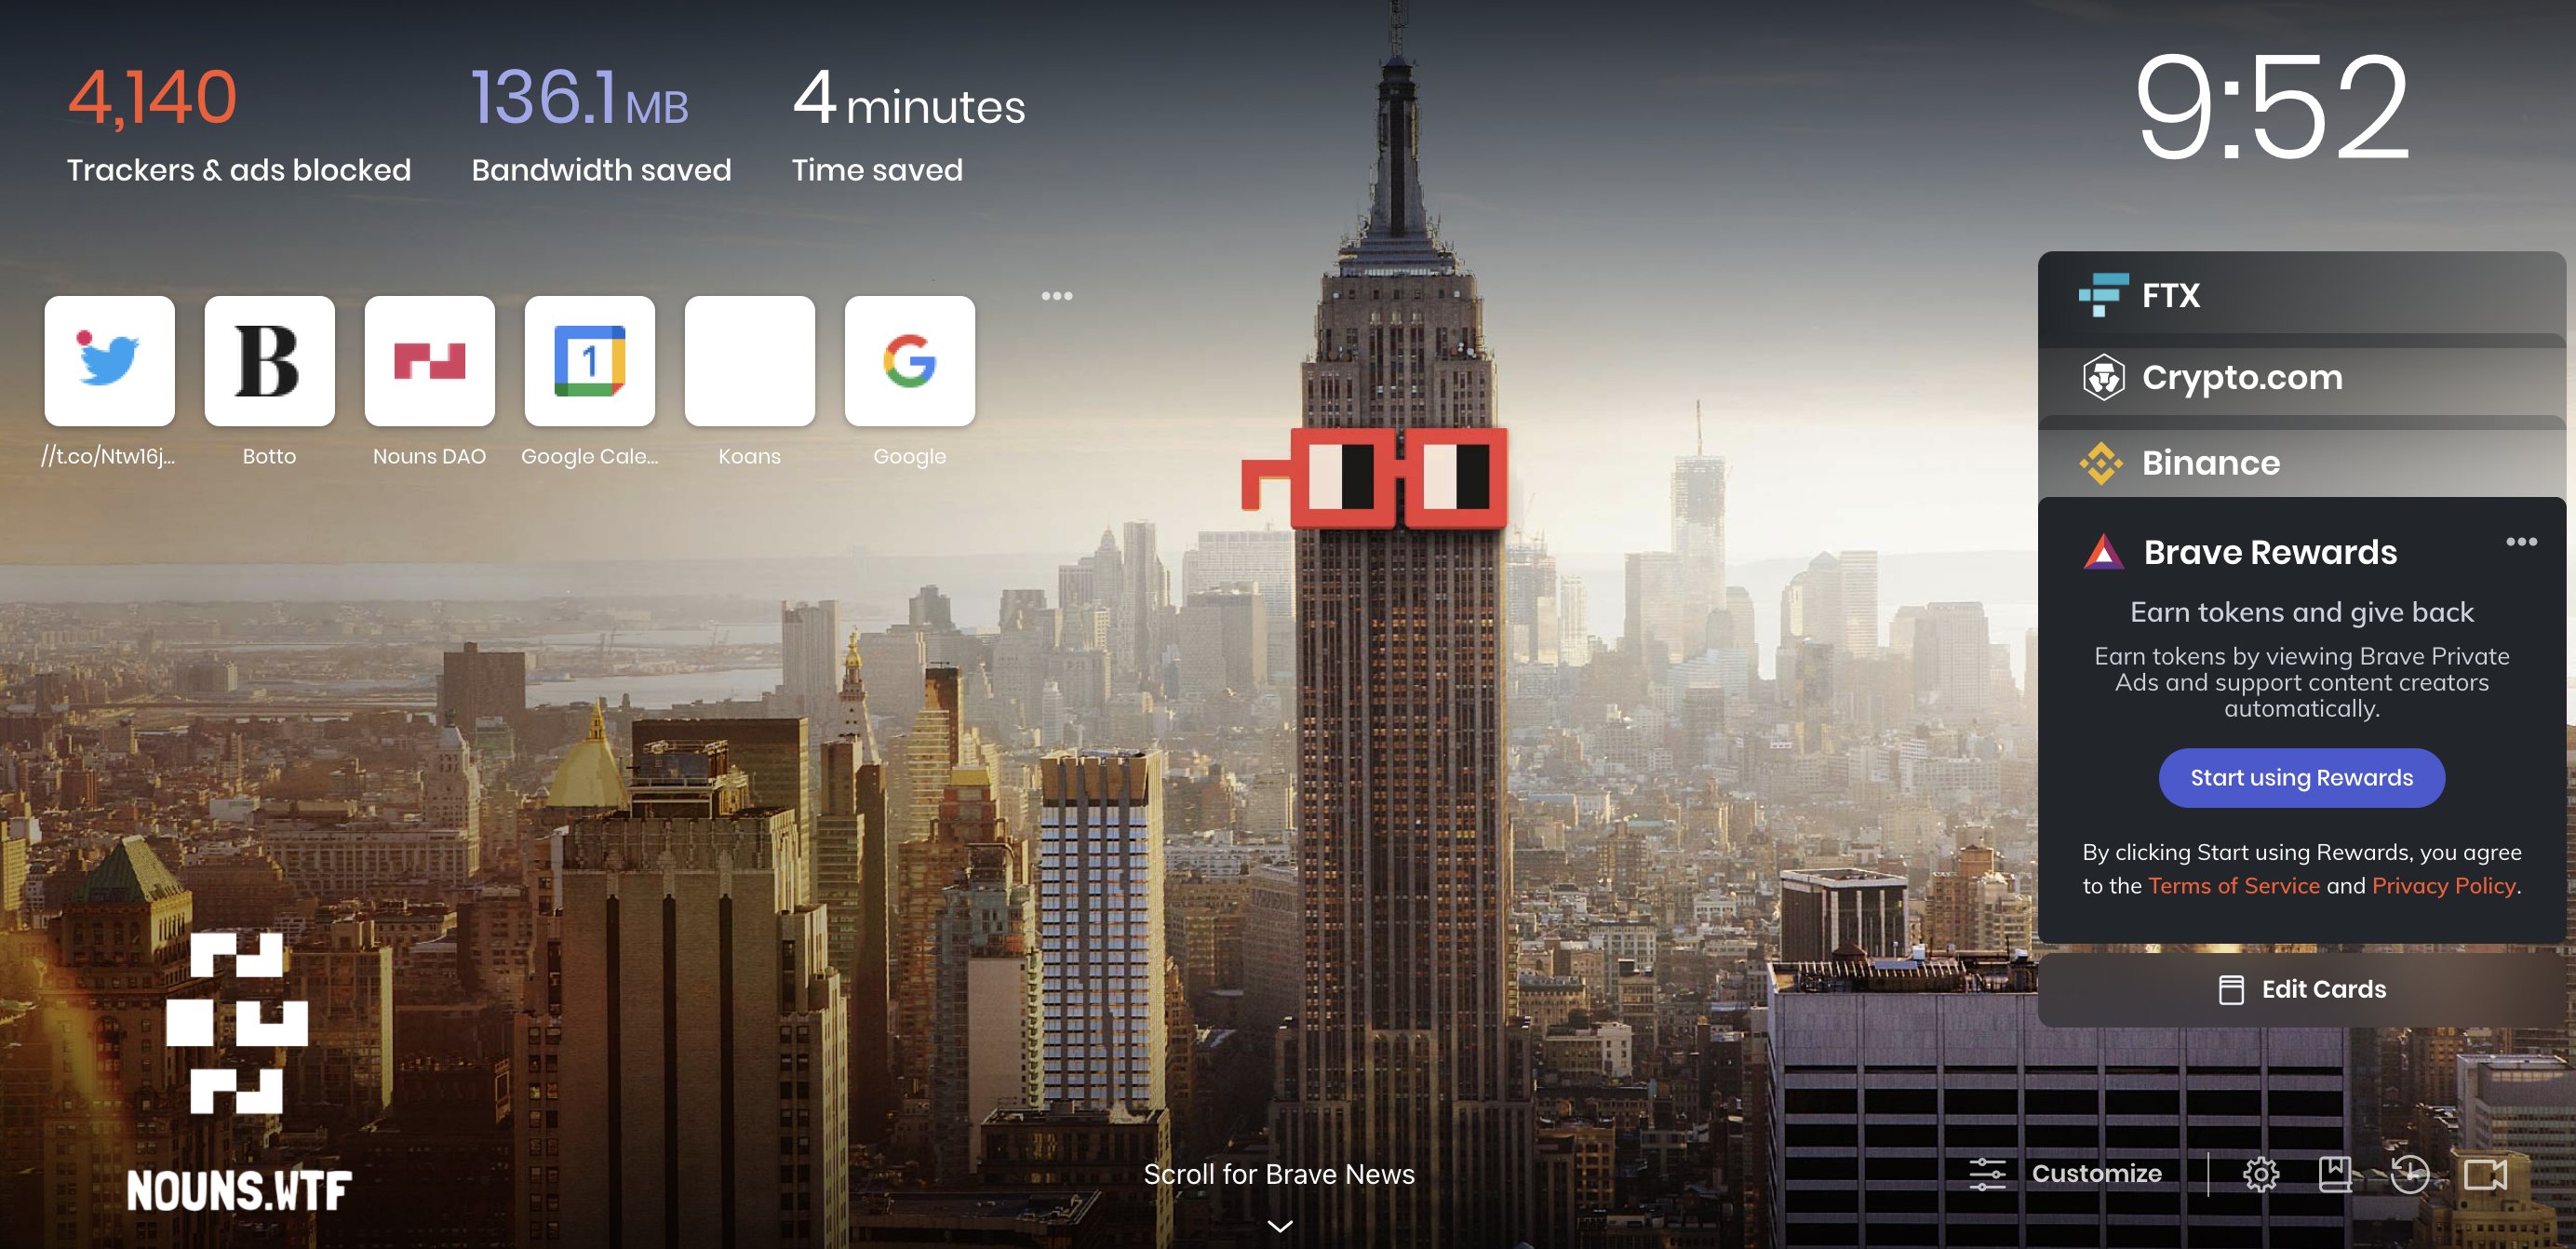 4,140
Trackers & ads blocked
136.1 MB
Bandwidth saved
4 minutes
Time saved
9:52
//t.co/Ntw16j...
B
Botto
Nouns DAO
1
Google Cale...
Koans
G
Google
FTX
Crypto.com
Binance
Brave Rewards
Earn tokens and give back
Earn tokens by viewing Brave Private
Ads and support content creators
automatically.
Start using Rewards
By clicking Start using Rewards, you agree
to the Terms of Service and Privacy Policy.
Edit Cards
NOUNS.WTF
Scroll for Brave News
Customize